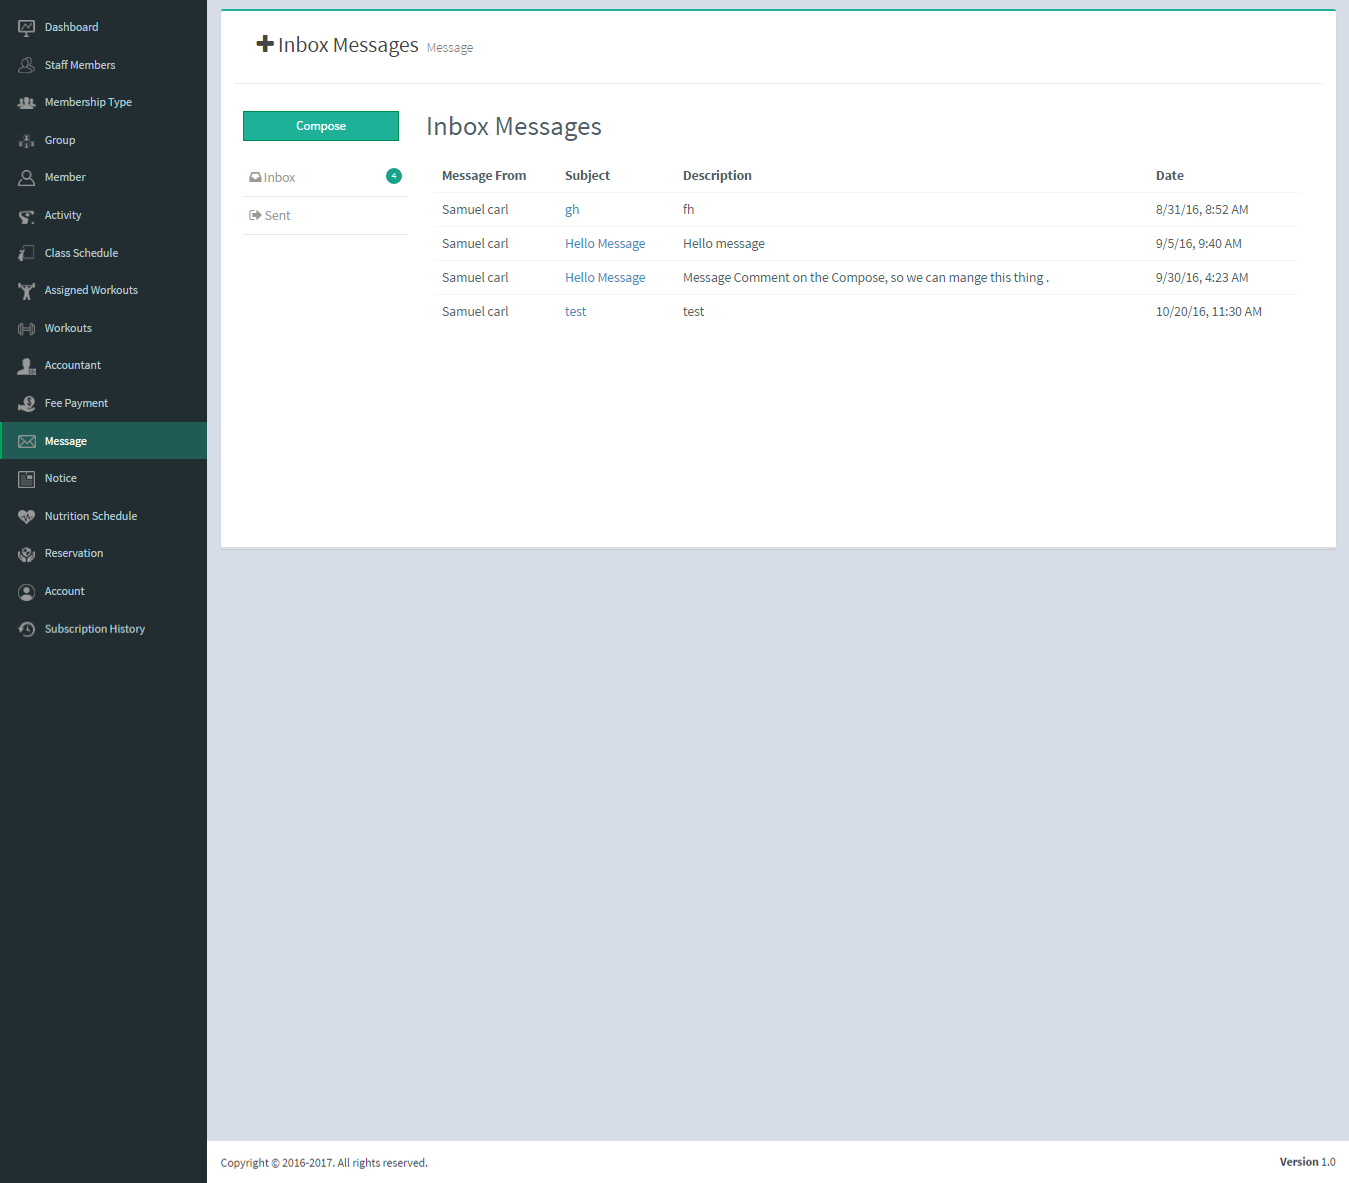 Dashboard
Staff Members
Membership Type
Group
Member
Activity
Class Schedule
Assigned Workouts
Workouts
Accountant
Fee Payment
Message
Notice
Nutrition Schedule
Reservation
Account
Subscription History
Inbox Messages Message
Compose
Inbox 4
Sent
Inbox Messages
Message From Subject Description Date
Samuel carl gh fh 8/31/16, 8:52 AM
Samuel carl Hello Message Hello message 9/5/16, 9:40 AM
Samuel carl Hello Message Message Comment on the Compose, so we can mange this thing . 9/30/16, 4:23 AM
Samuel carl test test 10/20/16, 11:30 AM
Copyright © 2016-2017. All rights reserved. Version 1.0